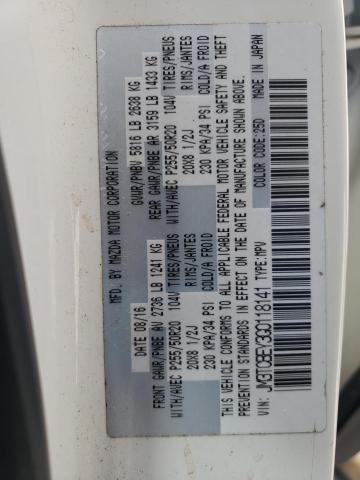 MFD. BY MAZDA MOTOR CORPORATION
DATE 08/16 GVWR/PNBV 5816 LB 2638 KG
FRONT GAWR/PNBE AV 2736 LB 1241 KG REAR GAWR/PNBE AR 3159 LB 1433 KG
WITH/AVEC P255/50R20 104V TIRES/PNEUS WITH/AVEC P255/50R20 104V TIRES/PNEUS
20X8 1/2J RIMS/JANTES 20X8 1/2J RIMS/JANTES
230 KPA/34 PSI COLD/A FROID 230 KPA/34 PSI COLD/A FROID
THIS VEHICLE CONFORMS TO ALL APPLICABLE FEDERAL MOTOR VEHICLE SAFETY AND THEFT
PREVENTION STANDARDS IN EFFECT ON THE DATE OF MANUFACTURE SHOWN ABOVE.
VIN: JM3TCBEY3G0118141 TYPE: MPV COLOR CODE: 25D MADE IN JAPAN